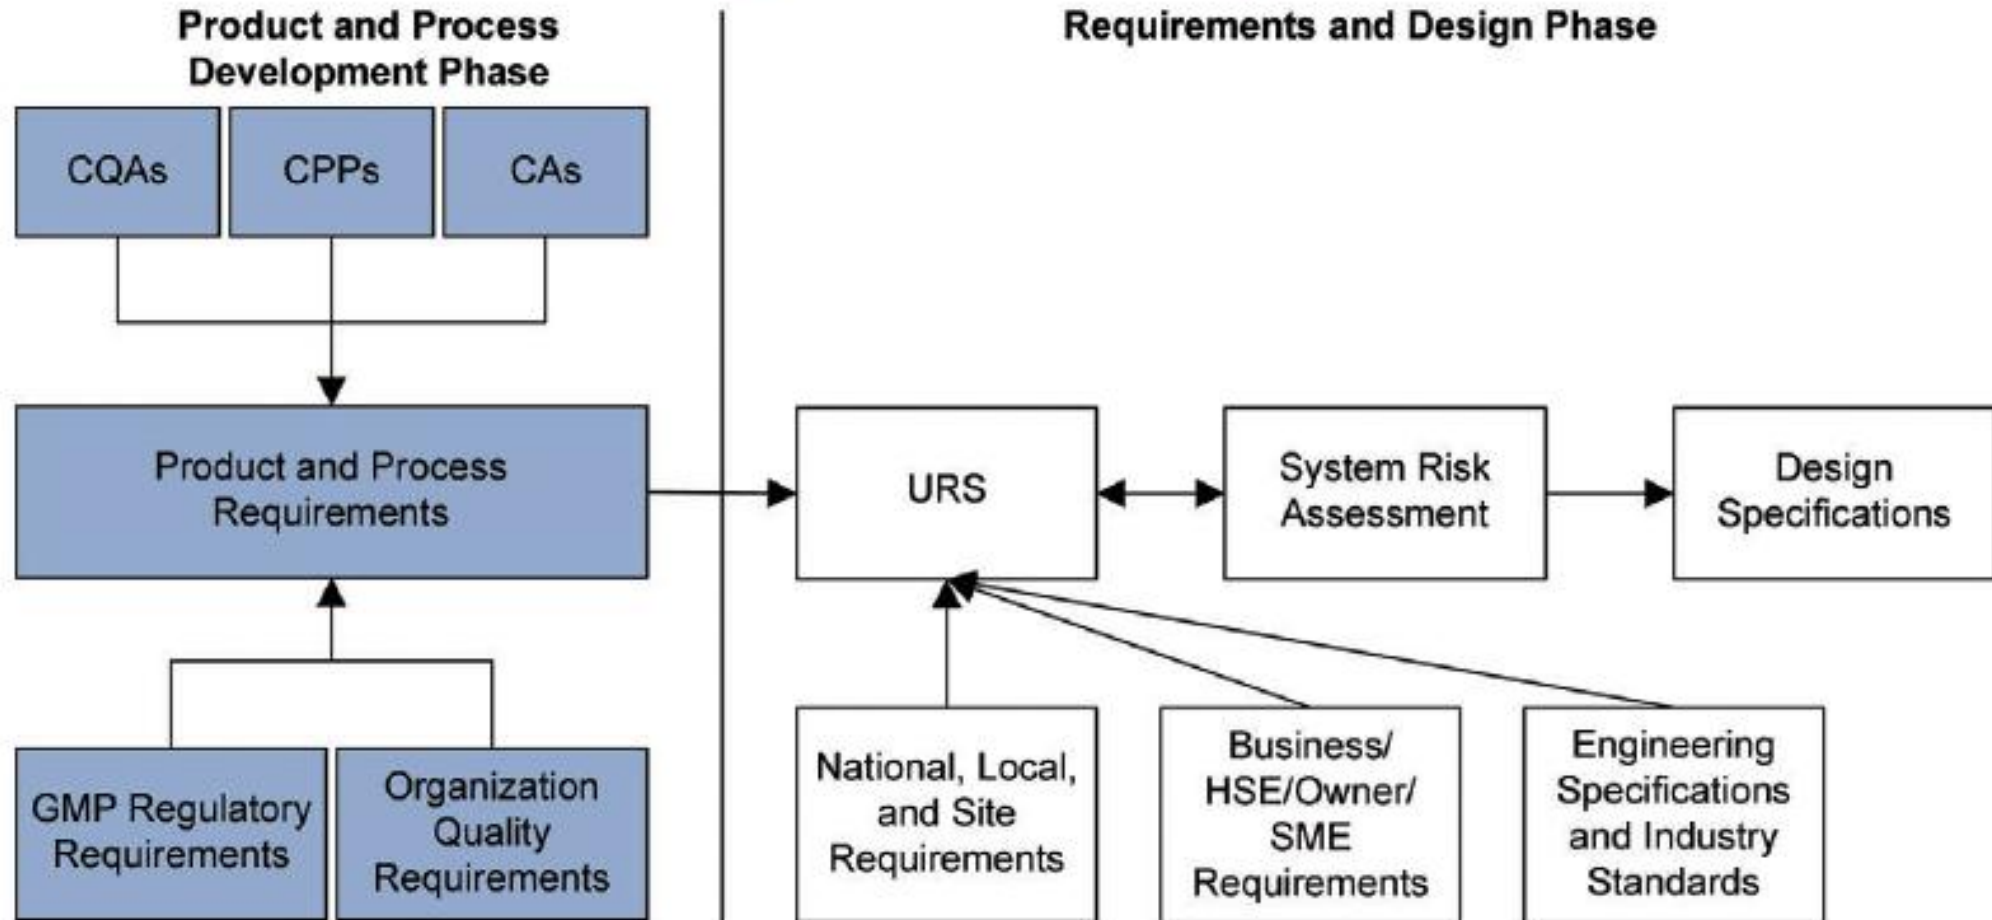 Product and Process
Development Phase
Requirements and Design Phase
CQAs
CPPs
CAs
Product and Process
Requirements
URS
System Risk
Assessment
Design
Specifications
GMP Regulatory
Requirements
Organization
Quality
Requirements
National, Local,
and Site
Requirements
Business/
HSE/Owner/
SME
Requirements
Engineering
Specifications
and Industry
Standards